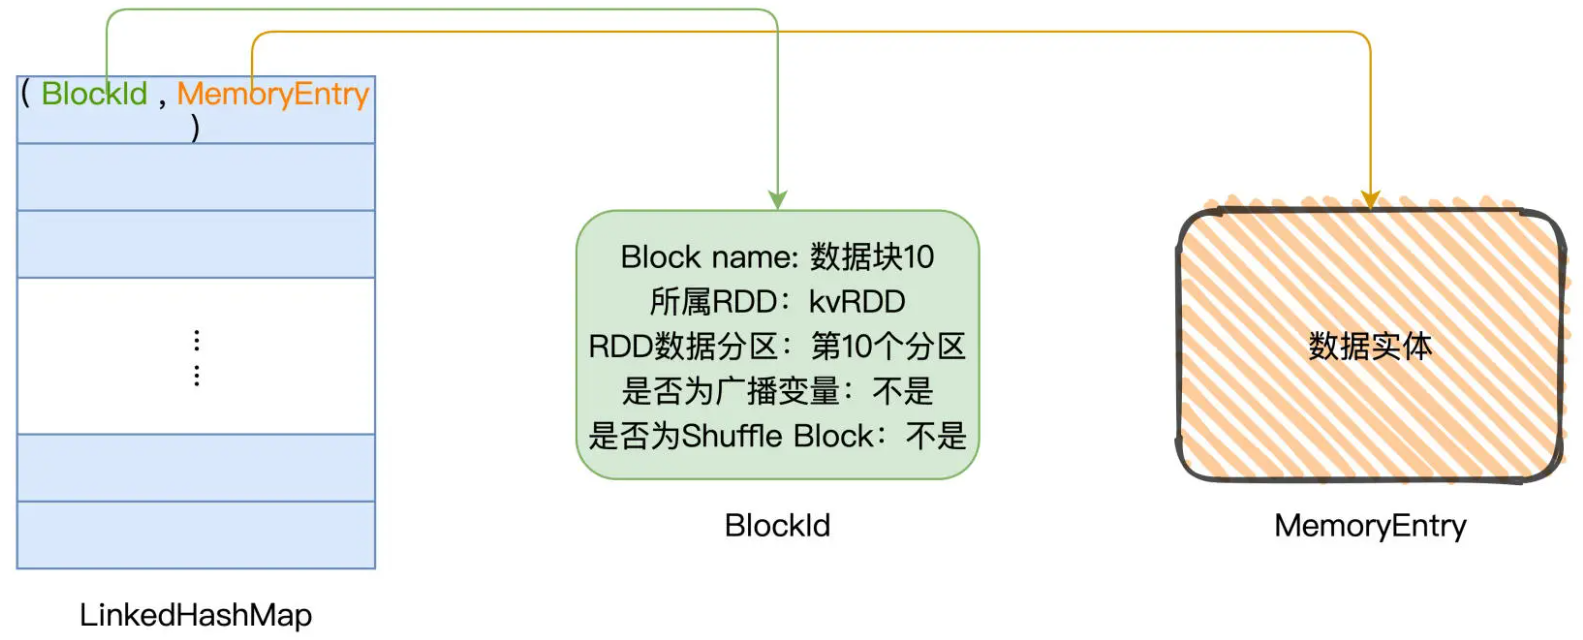 ( BlockId , MemoryEntry
)
⋮
⋮
LinkedHashMap
Block name: 数据块10
所属RDD：kvRDD
RDD数据分区：第10个分区
是否为广播变量：不是
是否为Shuffle Block：不是
BlockId
数据实体
MemoryEntry